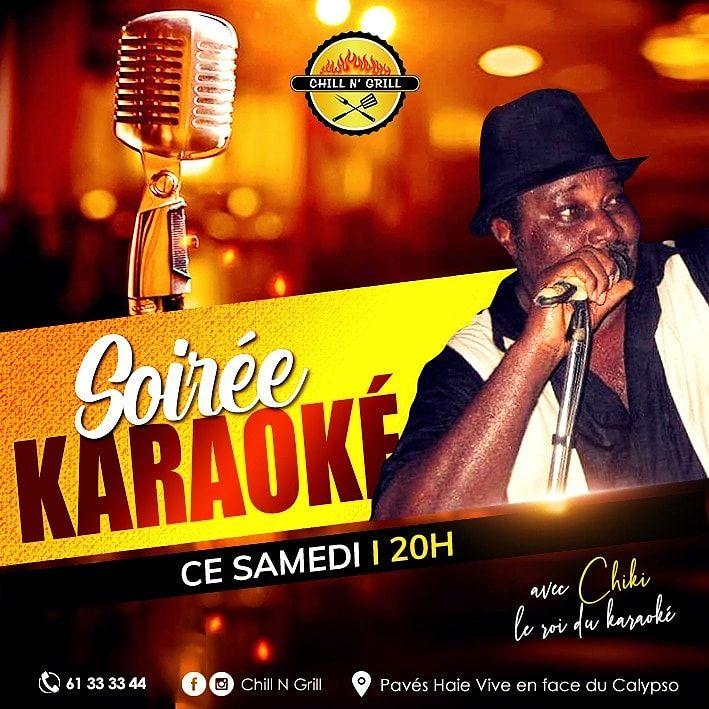 CHILL N' GRILL
Soirée
KARAOKÉ
CE SAMEDI I 20H
avec Chiki
le roi du karaoké
61 33 33 44
Chill N Grill
Pavés Haie Vive en face du Calypso